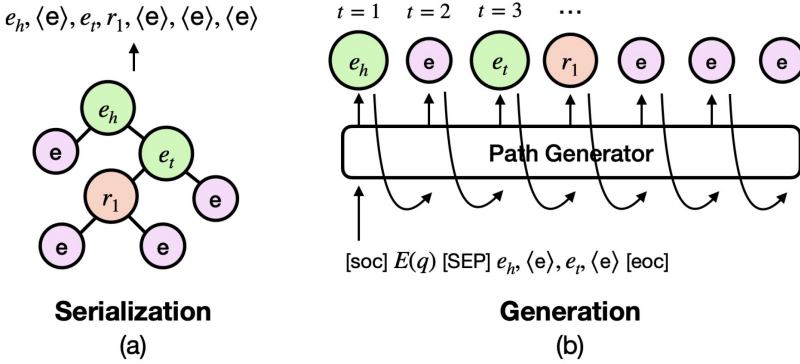 e_h, ⟨e⟩, e_t, r_1, ⟨e⟩, ⟨e⟩, ⟨e⟩
e_h
e
e_t
r_1
e
e
e
Serialization
(a)
t = 1 t = 2 t = 3 ⋯
e_h e e_t r_1 e e e
Path Generator
[soc] E(q) [SEP] e_h, ⟨e⟩, e_t, ⟨e⟩ [eoc]
Generation
(b)